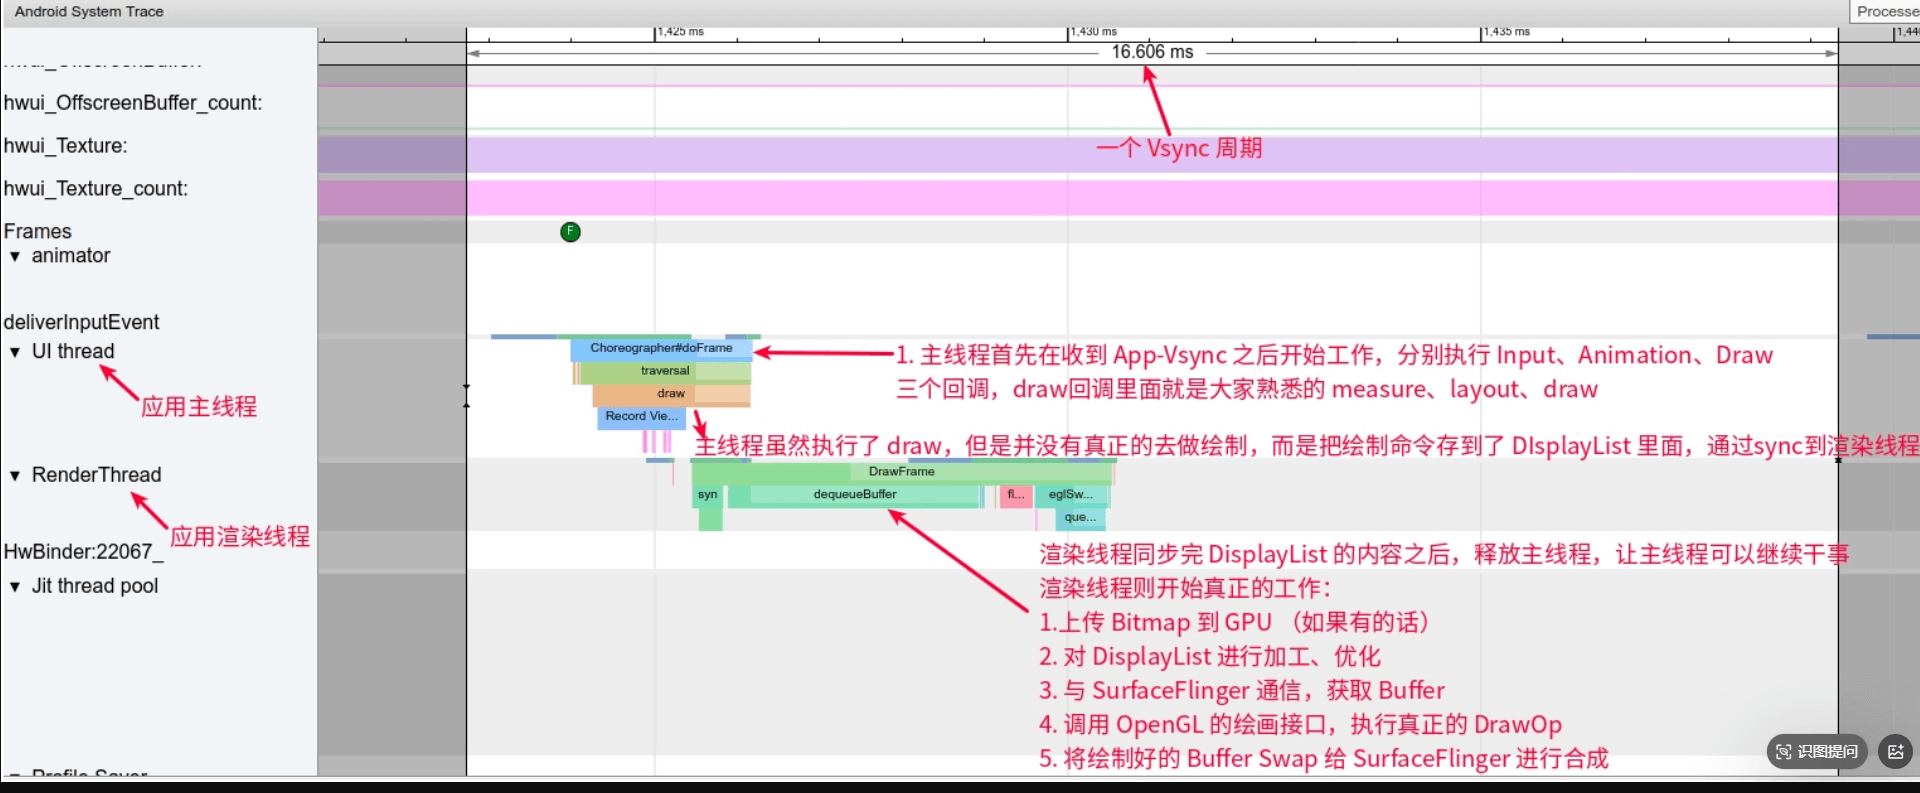 Android System Trace
Processe
1,425 ms
1,430 ms
1,435 ms
1,44
16.606 ms
hwui_OffscreenBuffer_count:
一个 Vsync 周期
hwui_Texture:
hwui_Texture_count:
Frames
F
▼ animator
deliverInputEvent
▼ UI thread
Choreographer#doFrame
traversal
draw
Record Vie...
应用主线程
1. 主线程首先在收到 App-Vsync 之后开始工作，分别执行 Input、Animation、Draw
三个回调，draw回调里面就是大家熟悉的 measure、layout、draw
主线程虽然执行了 draw，但是并没有真正的去做绘制，而是把绘制命令存到了 DIsplayList 里面，通过sync到渲染线程
▼ RenderThread
DrawFrame
syn
dequeueBuffer
fl...
eglSw...
que...
应用渲染线程
HwBinder:22067_
▼ Jit thread pool
渲染线程同步完 DisplayList 的内容之后，释放主线程，让主线程可以继续干事
渲染线程则开始真正的工作：
1.上传 Bitmap 到 GPU （如果有的话）
2. 对 DisplayList 进行加工、优化
3. 与 SurfaceFlinger 通信，获取 Buffer
4. 调用 OpenGL 的绘画接口，执行真正的 DrawOp
5. 将绘制好的 Buffer Swap 给 SurfaceFlinger 进行合成
识图提问